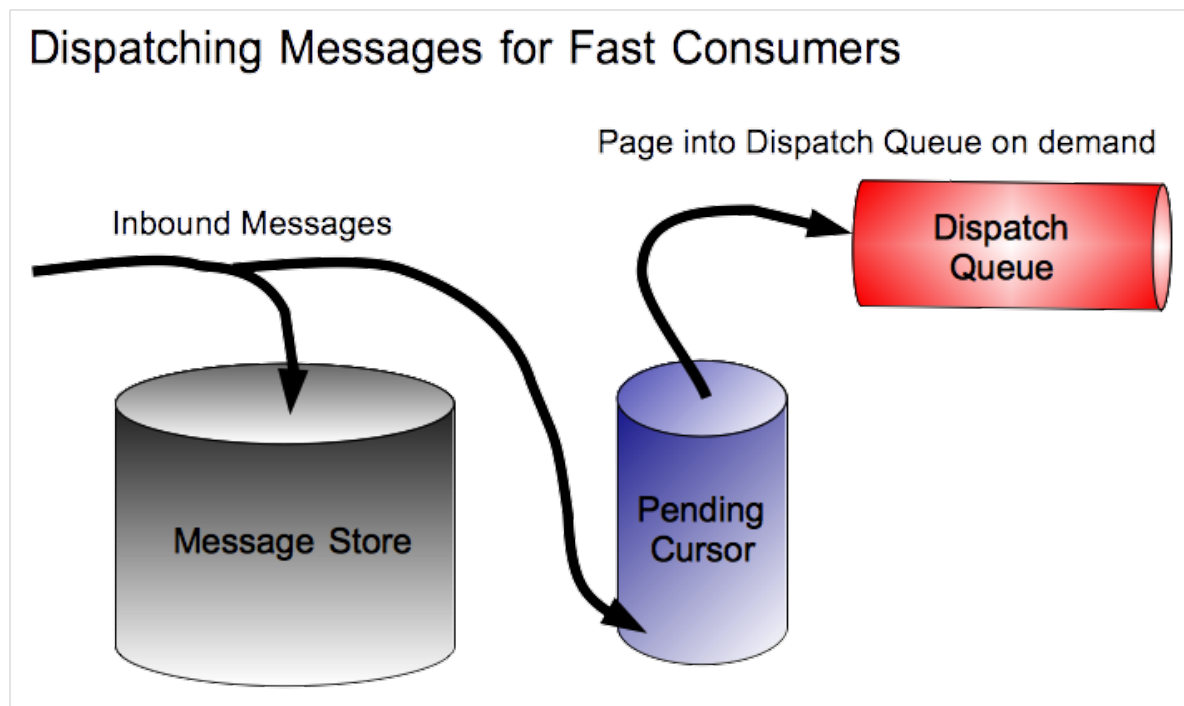 Dispatching Messages for Fast Consumers
Page into Dispatch Queue on demand
Inbound Messages
Dispatch
Queue
Message Store
Pending
Cursor